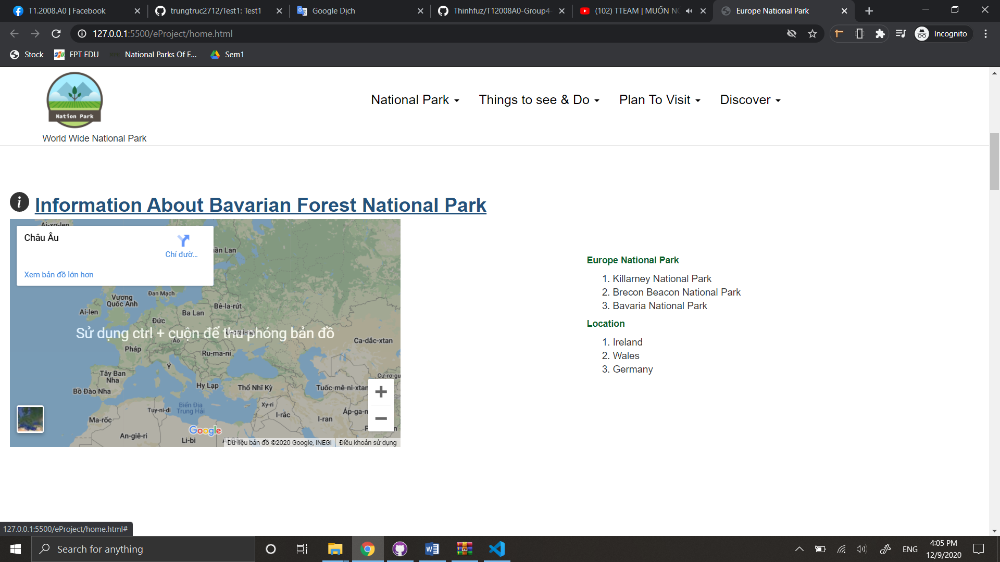 T1.2008.A0 | Facebook
trungtruc2712/Test1: Test1
Google Dịch
Thinhfuz/T12008A0-Group4-
(102) TTEAM | MUỐN NG
Europe National Park
127.0.0.1:5500/eProject/home.html
Incognito
Stock
FPT EDU
National Parks Of E...
Sem1
Nation Park
World Wide National Park
National Park
Things to see & Do
Plan To Visit
Discover
i Information About Bavarian Forest National Park
Ai-xơ-len
Châu Âu
Chỉ đườ...
Xem bản đồ lớn hơn
ần Lan
Đan Mạch
Vương
Quốc Anh
Bê-la-rút
Ai-len
Ba Lan
Đức
Sử dụng ctrl + cuộn để thu phóng bản đồ
Áo
Ca-dắc-xtan
Pháp
Ru-ma-ni
Ý
Tây Ban
Nha
Bồ Đào Nha
Hy Lạp
Thổ Nhĩ Kỳ
Tuốc-mê-ni-xtan
Cư-rơ-gư
Biển Địa
Trung Hải
Xy-ri
Tuy-ni-di
I-rắc
I-ran
Áp-ga-n
Ma-rốc
An-giê-ri
Li-bi
Google
Dữ liệu bản đồ ©2020 Google, INEGI
Điều khoản sử dụng
Europe National Park
1. Killarney National Park
2. Brecon Beacon National Park
3. Bavaria National Park
Location
1. Ireland
2. Wales
3. Germany
127.0.0.1:5500/eProject/home.html#
Search for anything
ENG
4:05 PM
12/9/2020